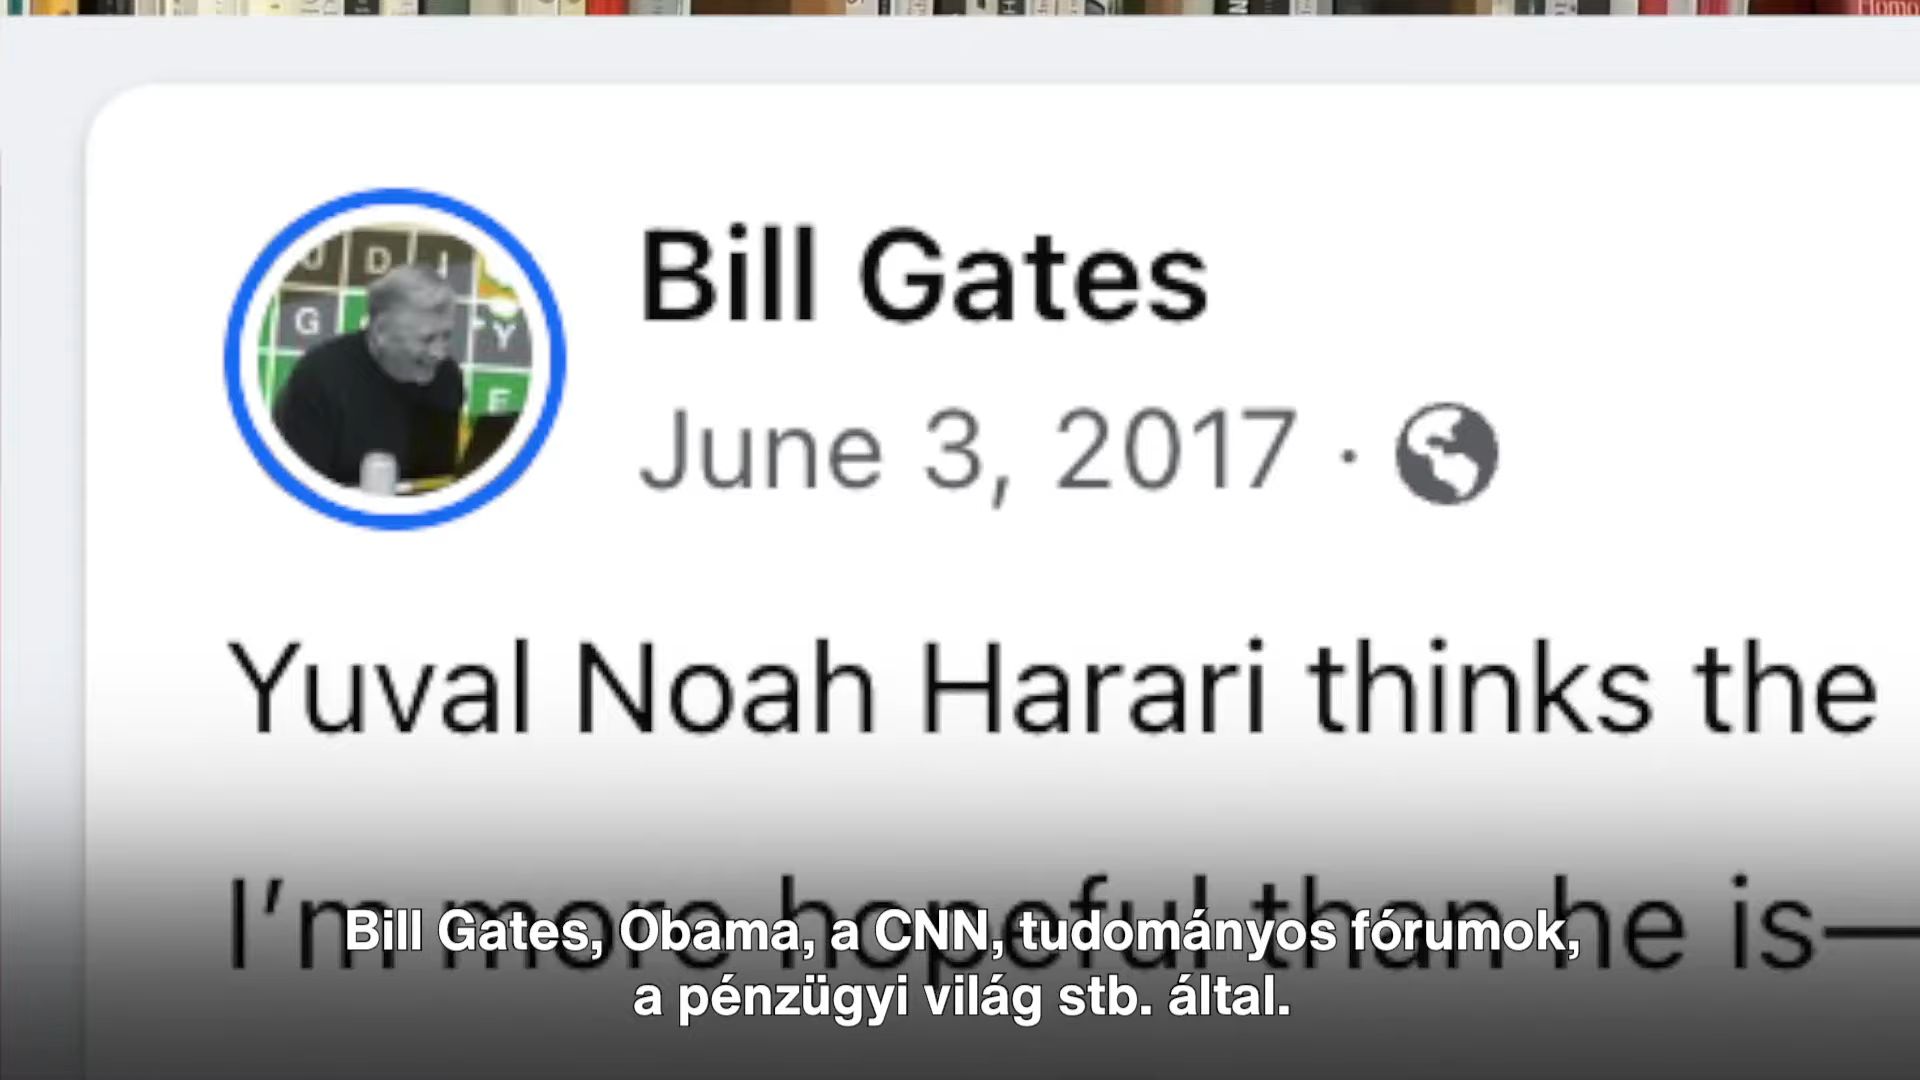 Homo
Bill Gates
June 3, 2017 ·
Yuval Noah Harari thinks the
I'm more hopeful than he is—
Bill Gates, Obama, a CNN, tudományos fórumok,
a pénzügyi világ stb. által.